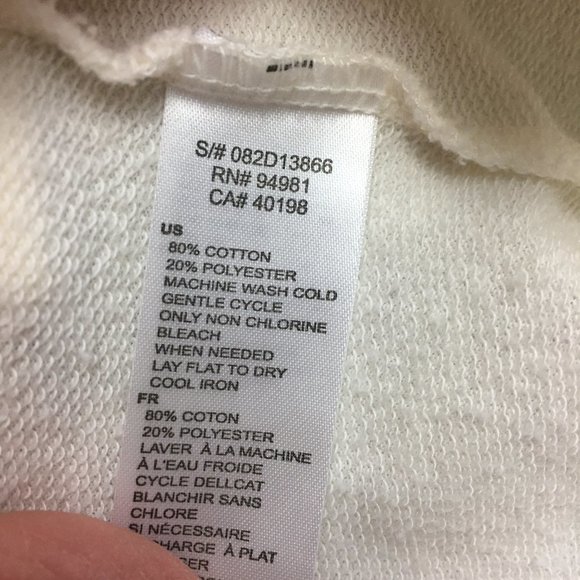 S/# 082D13866
RN# 94981
CA# 40198
US
80% COTTON
20% POLYESTER
MACHINE WASH COLD
GENTLE CYCLE
ONLY NON CHLORINE
BLEACH
WHEN NEEDED
LAY FLAT TO DRY
COOL IRON
FR
80% COTON
20% POLYESTER
LAVER À LA MACHINE
À L'EAU FROIDE
CYCLE DELLCAT
BLANCHIR SANS
CHLORE
SI NÉCESSAIRE
À PLAT